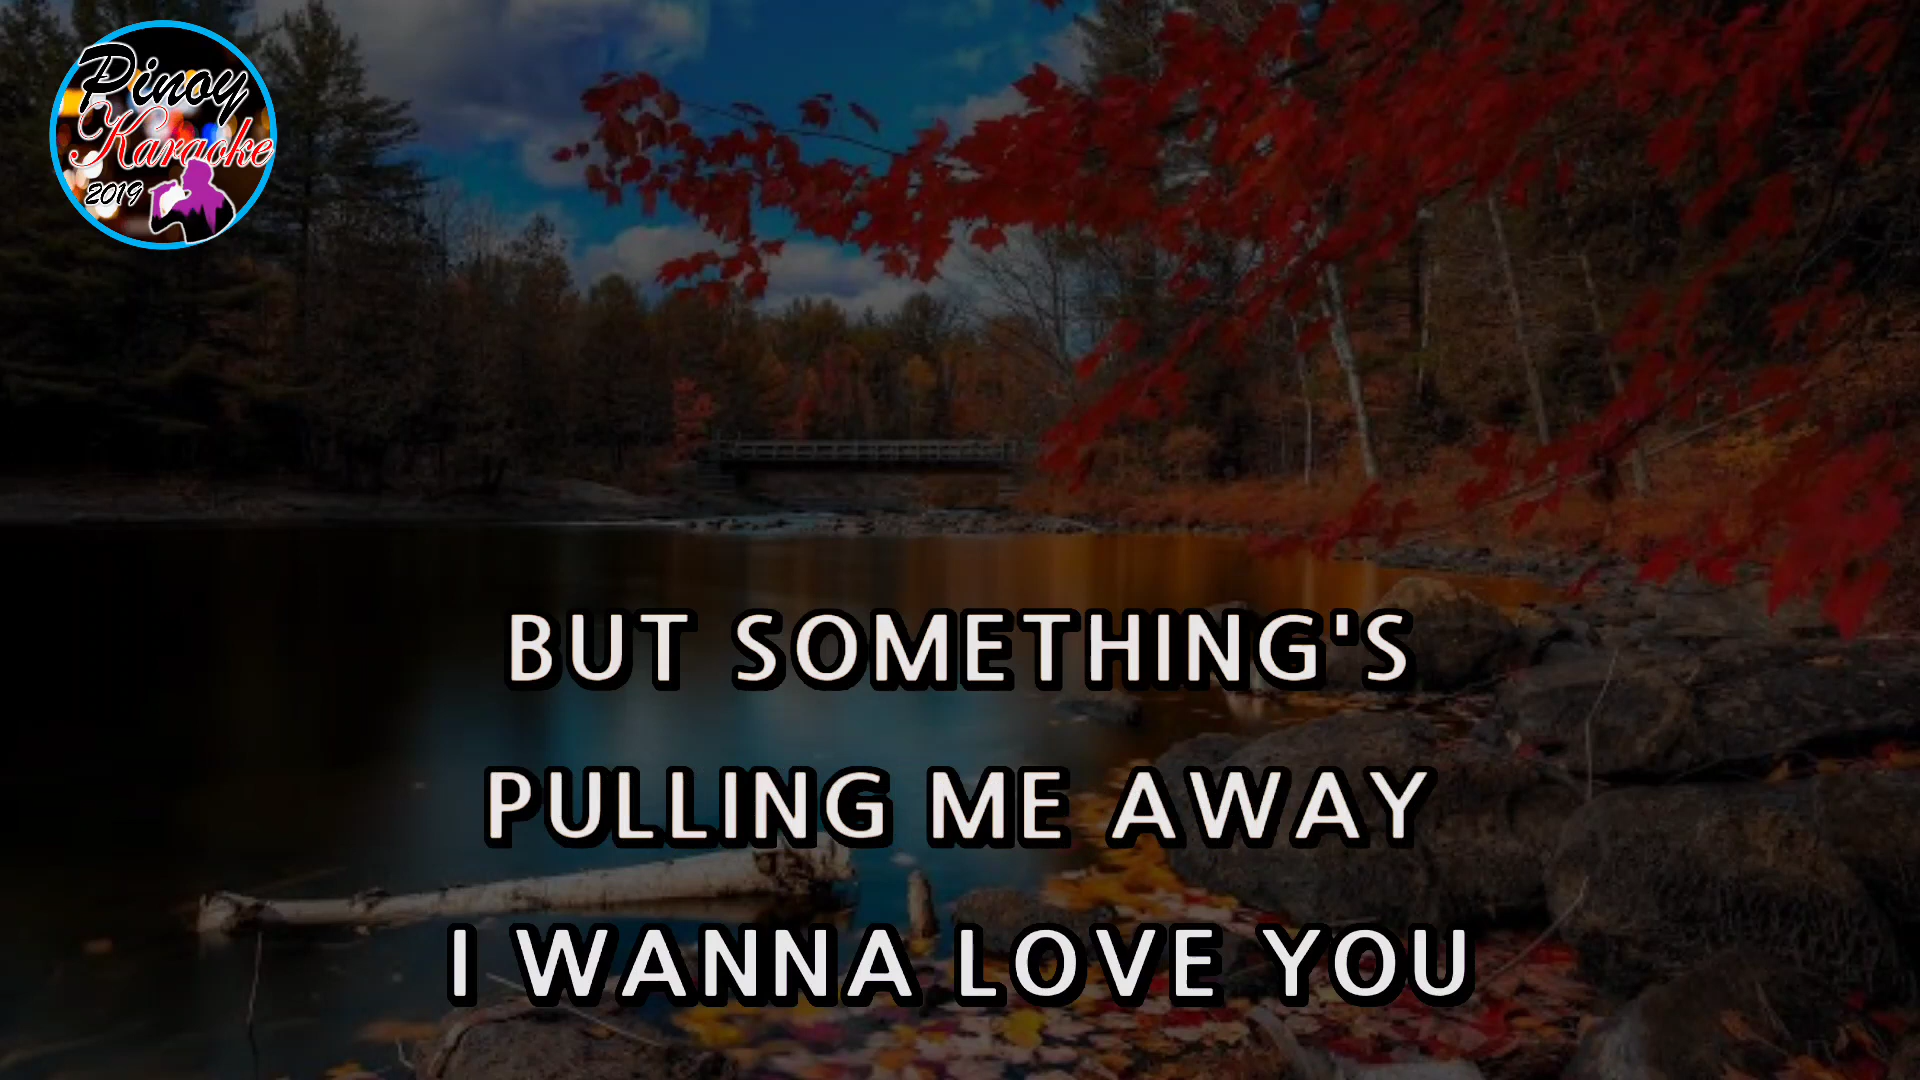 Pinoy
Karaoke
2019
BUT SOMETHING'S
PULLING ME AWAY
I WANNA LOVE YOU